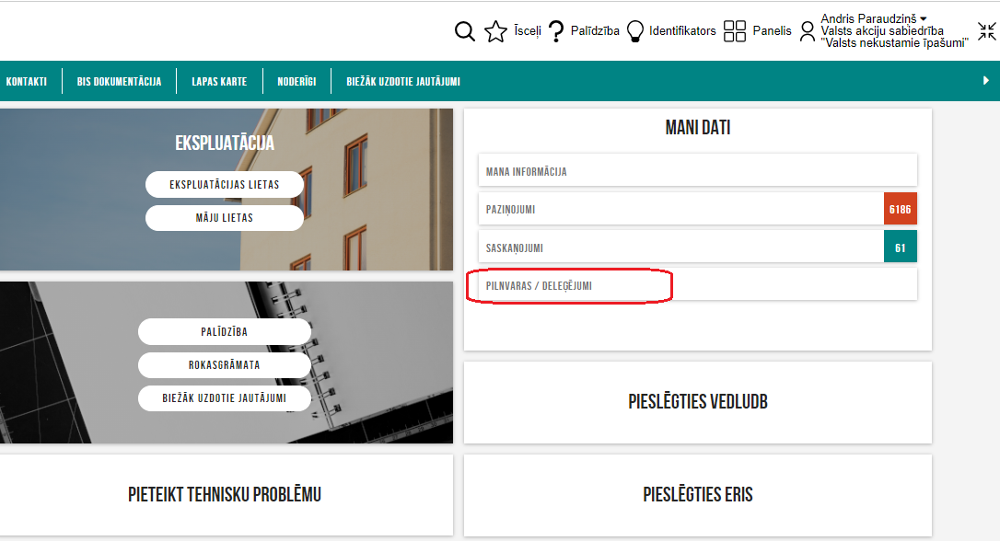 Īsceļi
Palīdzība
Identifikators
Panelis
Andris Paraudziņš
Valsts akciju sabiedrība
"Valsts nekustamie īpašumi"
KONTAKTI
BIS DOKUMENTĀCIJA
LAPAS KARTE
NODERĪGI
BIEŽĀK UZDOTIE JAUTĀJUMI
EKSPLUATĀCIJA
EKSPLUATĀCIJAS LIETAS
MĀJU LIETAS
PALĪDZĪBA
ROKASGRĀMATA
BIEŽĀK UZDOTIE JAUTĀJUMI
PIETEIKT TEHNISKU PROBLĒMU
MANI DATI
MANA INFORMĀCIJA
PAZIŅOJUMI 6186
SASKAŅOJUMI 61
PILNVARAS / DELEĢĒJUMI
PIESLĒGTIES VEDLUDB
PIESLĒGTIES ERIS